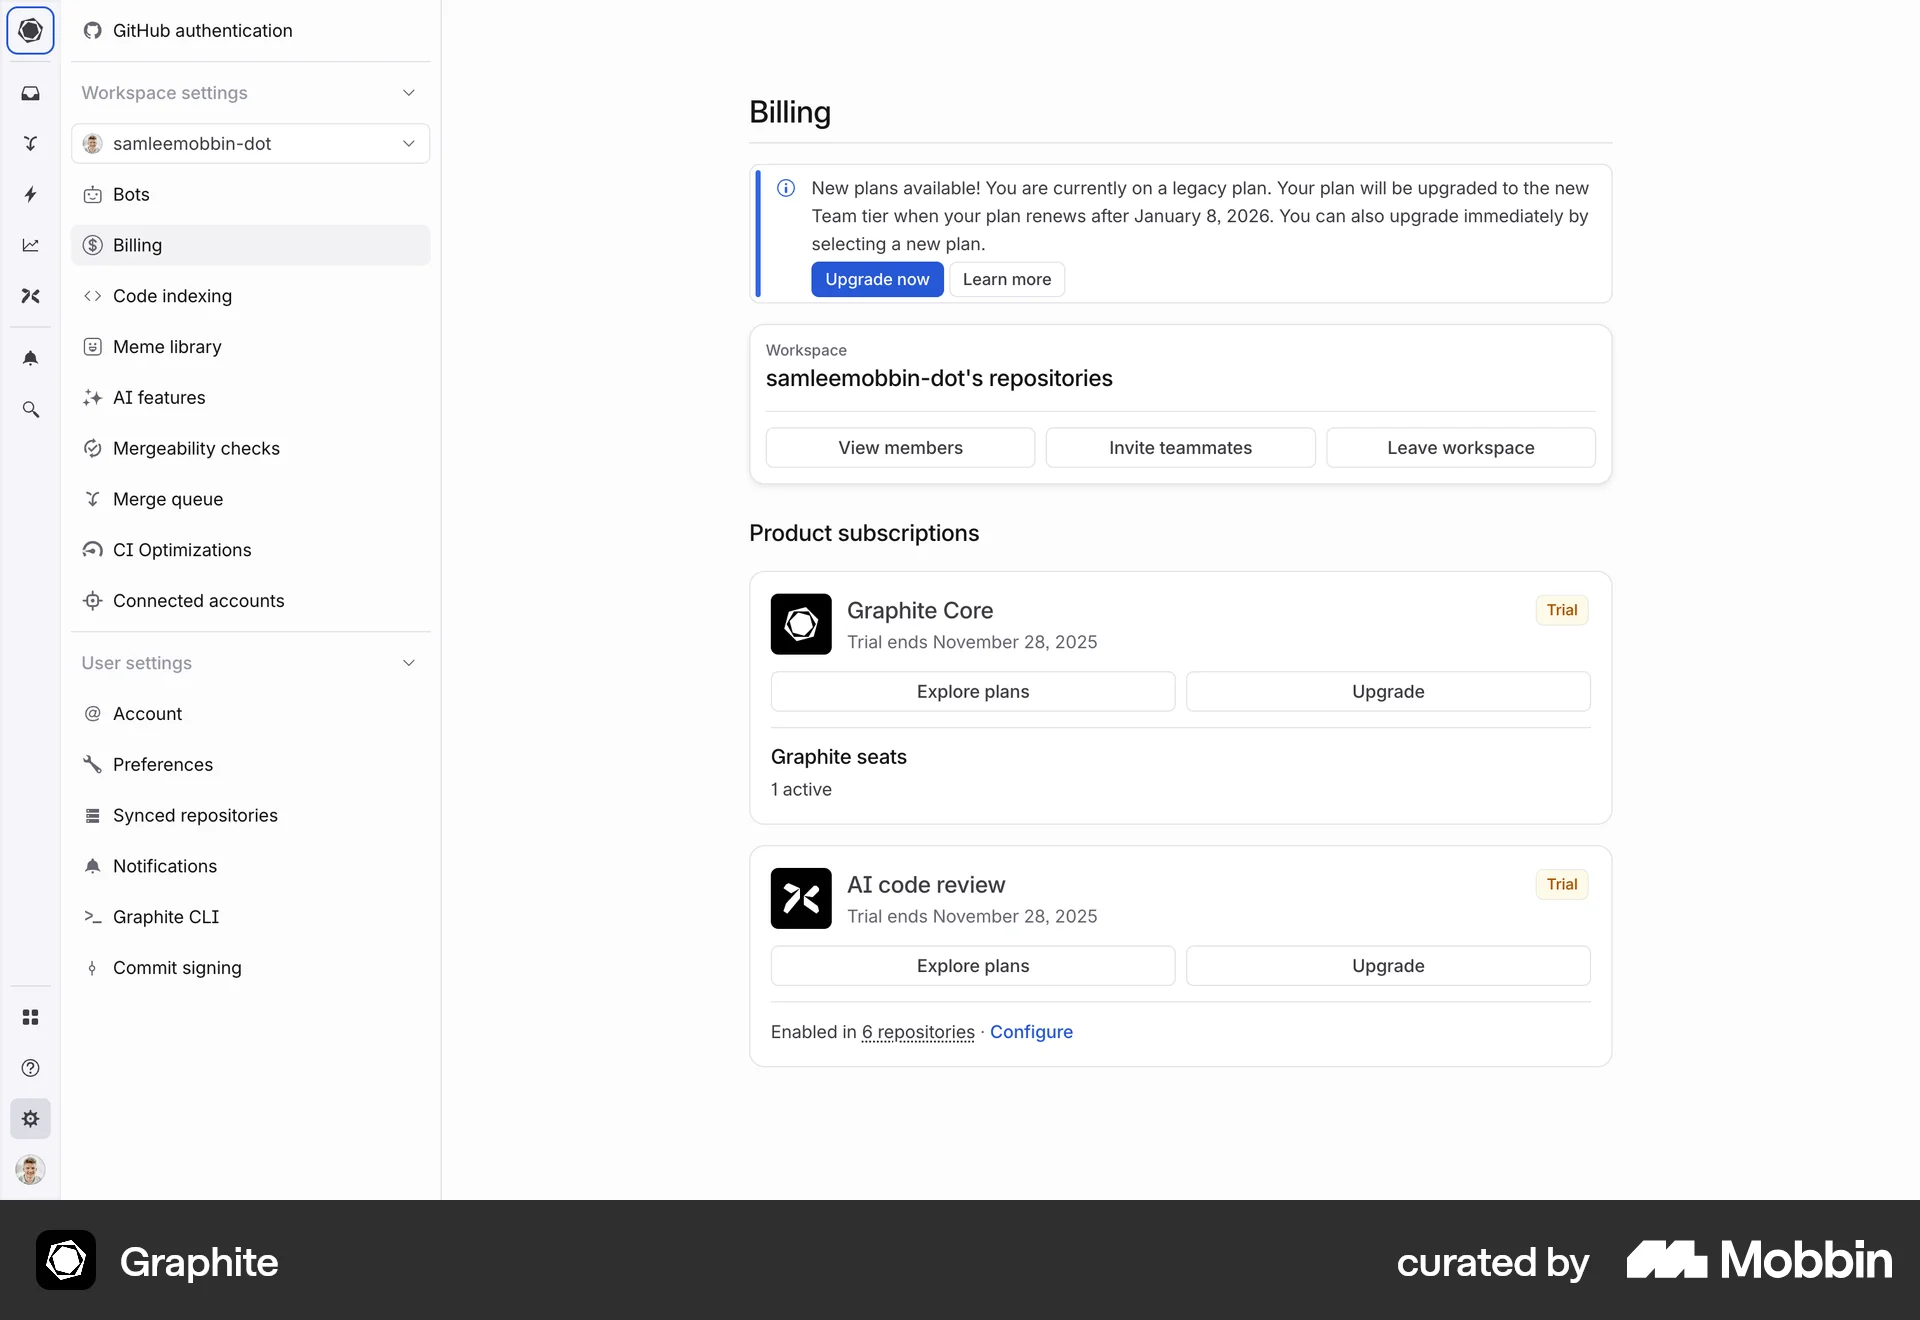 GitHub authentication
Workspace settings
samleemobbin-dot
Bots
Billing
Code indexing
Meme library
AI features
Mergeability checks
Merge queue
CI Optimizations
Connected accounts
User settings
Account
Preferences
Synced repositories
Notifications
Graphite CLI
Commit signing
Billing
New plans available! You are currently on a legacy plan. Your plan will be upgraded to the new
Team tier when your plan renews after January 8, 2026. You can also upgrade immediately by
selecting a new plan.
Upgrade now
Learn more
Workspace
samleemobbin-dot's repositories
View members
Invite teammates
Leave workspace
Product subscriptions
Graphite Core
Trial
Trial ends November 28, 2025
Explore plans
Upgrade
Graphite seats
1 active
AI code review
Trial
Trial ends November 28, 2025
Explore plans
Upgrade
Enabled in 6 repositories · Configure
Graphite
curated by Mobbin